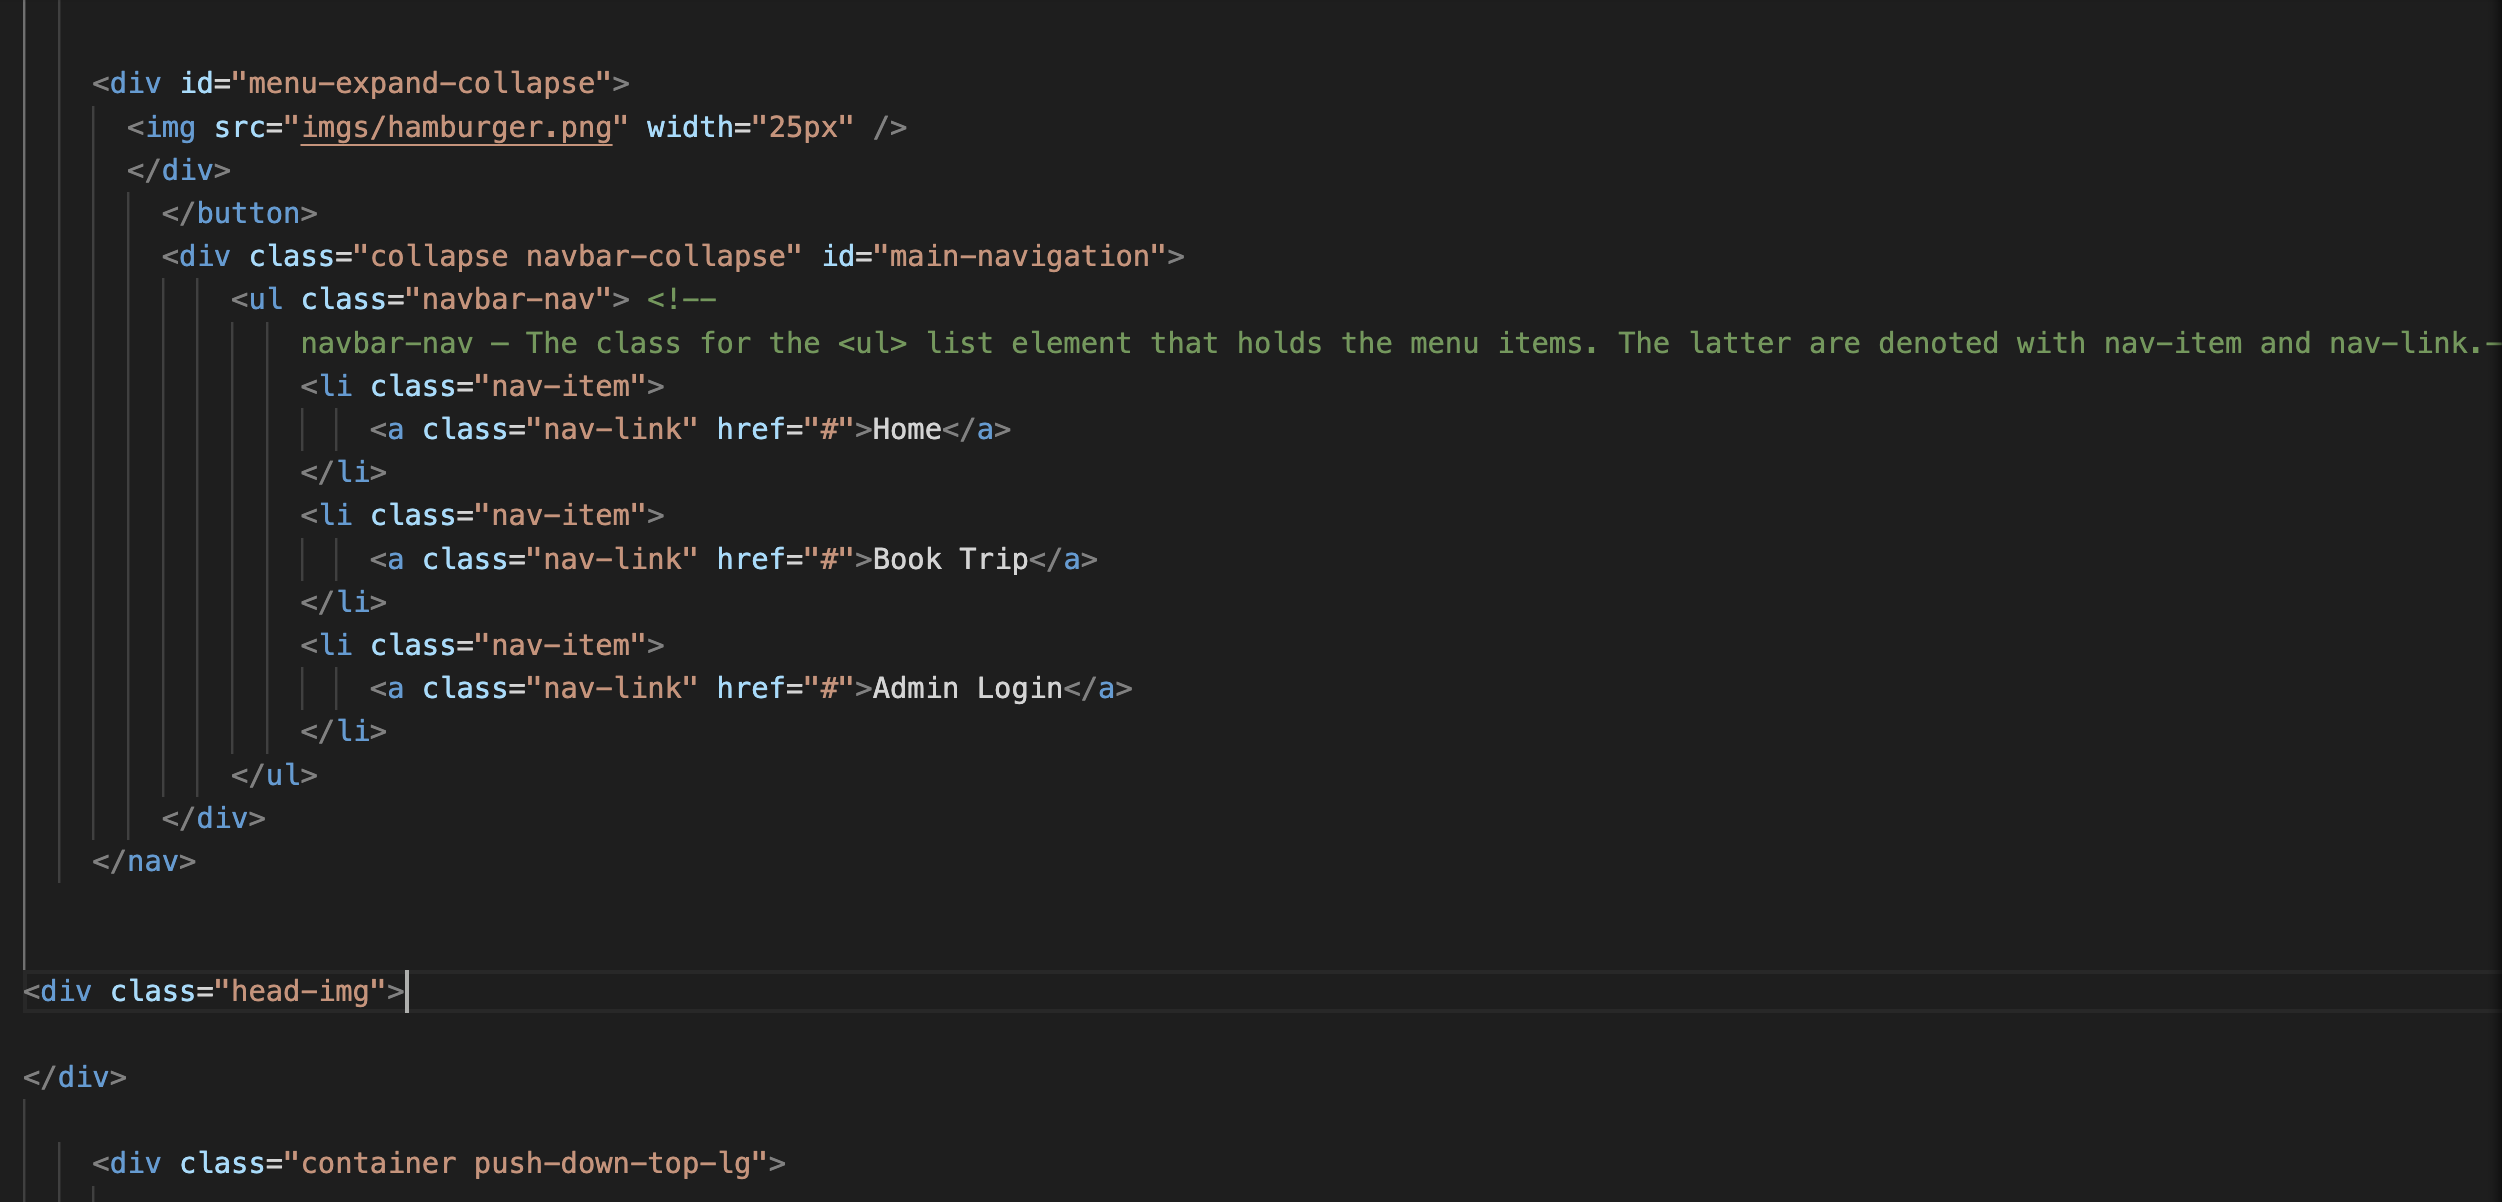 <div id="menu-expand-collapse">
<img src="imgs/hamburger.png" width="25px" />
</div>
</button>
<div class="collapse navbar-collapse" id="main-navigation">
<ul class="navbar-nav"> <!--
navbar-nav – The class for the <ul> list element that holds the menu items. The latter are denoted with nav-item and nav-link.-
<li class="nav-item">
<a class="nav-link" href="#">Home</a>
</li>
<li class="nav-item">
<a class="nav-link" href="#">Book Trip</a>
</li>
<li class="nav-item">
<a class="nav-link" href="#">Admin Login</a>
</li>
</ul>
</div>
</nav>
<div class="head-img">
</div>
<div class="container push-down-top-lg">